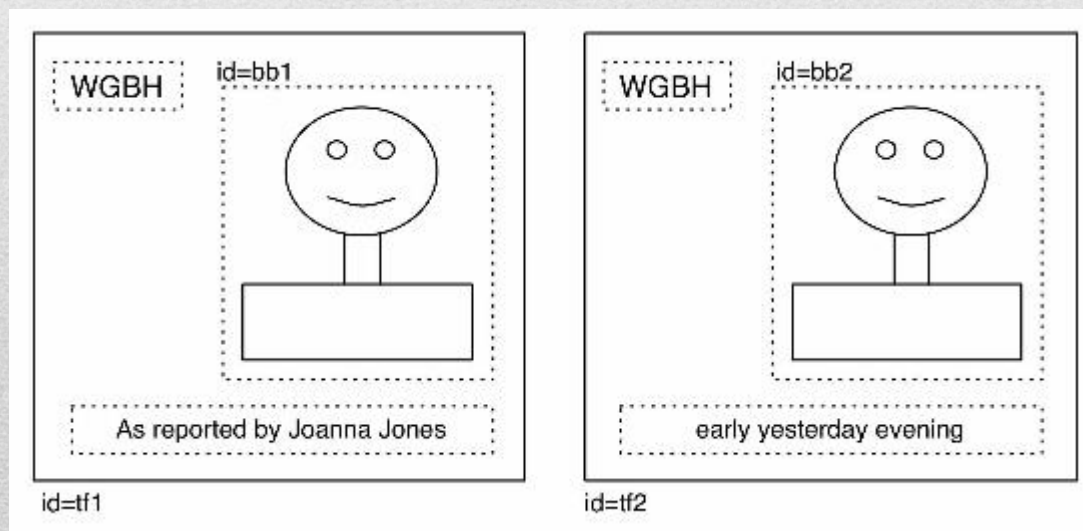 WGBH
id=bb1
As reported by Joanna Jones
id=tf1
WGBH
id=bb2
early yesterday evening
id=tf2